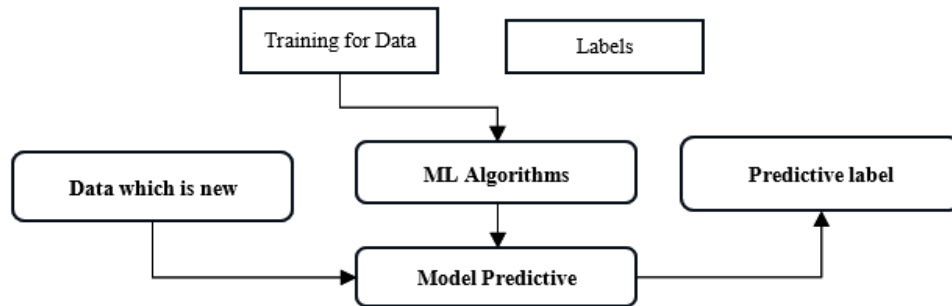 Training for Data
Labels
ML Algorithms
Data which is new
Predictive label
Model Predictive